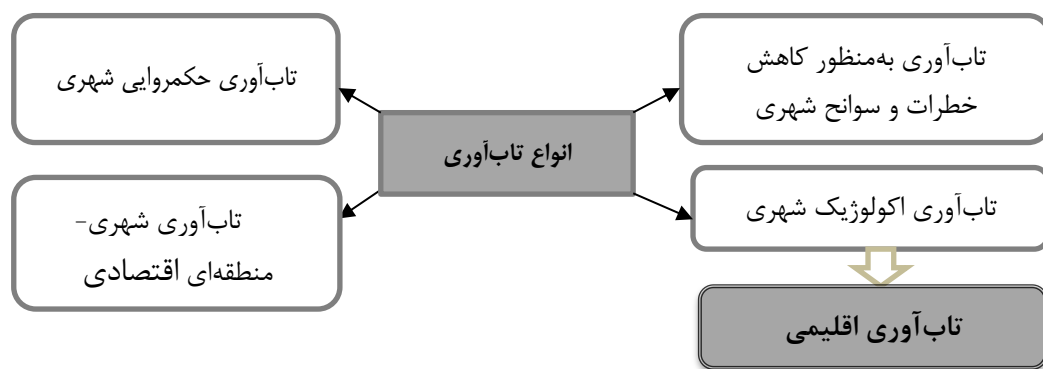 تاب‌آوری به‌منظور کاهش
خطرات و سوانح شهری
تاب‌آوری حکمروایی شهری
انواع تاب‌آوری
تاب‌آوری اکولوژیک شهری
تاب‌آوری شهری-
منطقه‌ای اقتصادی
تاب‌آوری اقلیمی